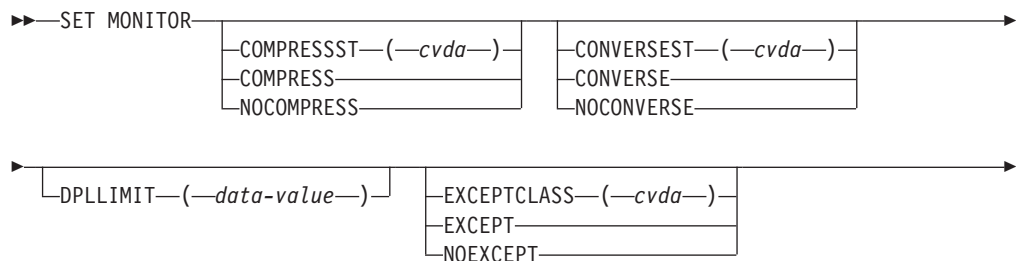 SET MONITOR
COMPRESSST ( cvda )
COMPRESS
NOCOMPRESS
CONVERSEST ( cvda )
CONVERSE
NOCONVERSE
DPLLIMIT ( data-value )
EXCEPTCLASS ( cvda )
EXCEPT
NOEXCEPT